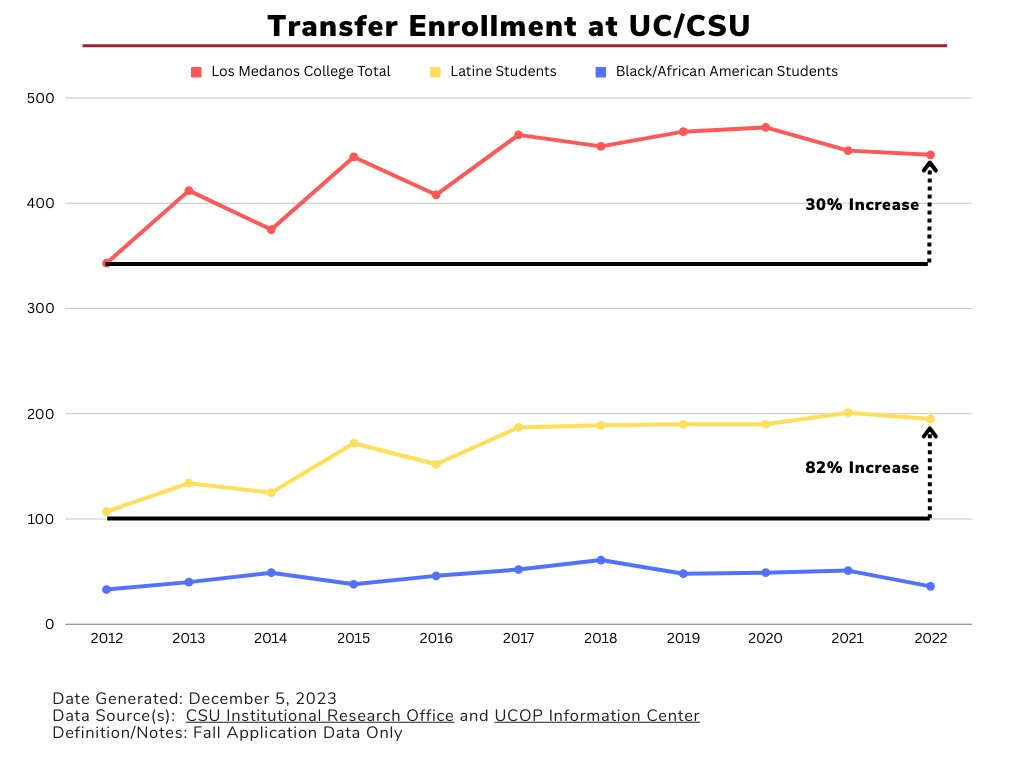 Transfer Enrollment at UC/CSU
Los Medanos College Total Latine Students Black/African American Students
500
400
30% Increase
300
200
82% Increase
100
0
2012 2013 2014 2015 2016 2017 2018 2019 2020 2021 2022
Date Generated: December 5, 2023
Data Source(s): CSU Institutional Research Office and UCOP Information Center
Definition/Notes: Fall Application Data Only